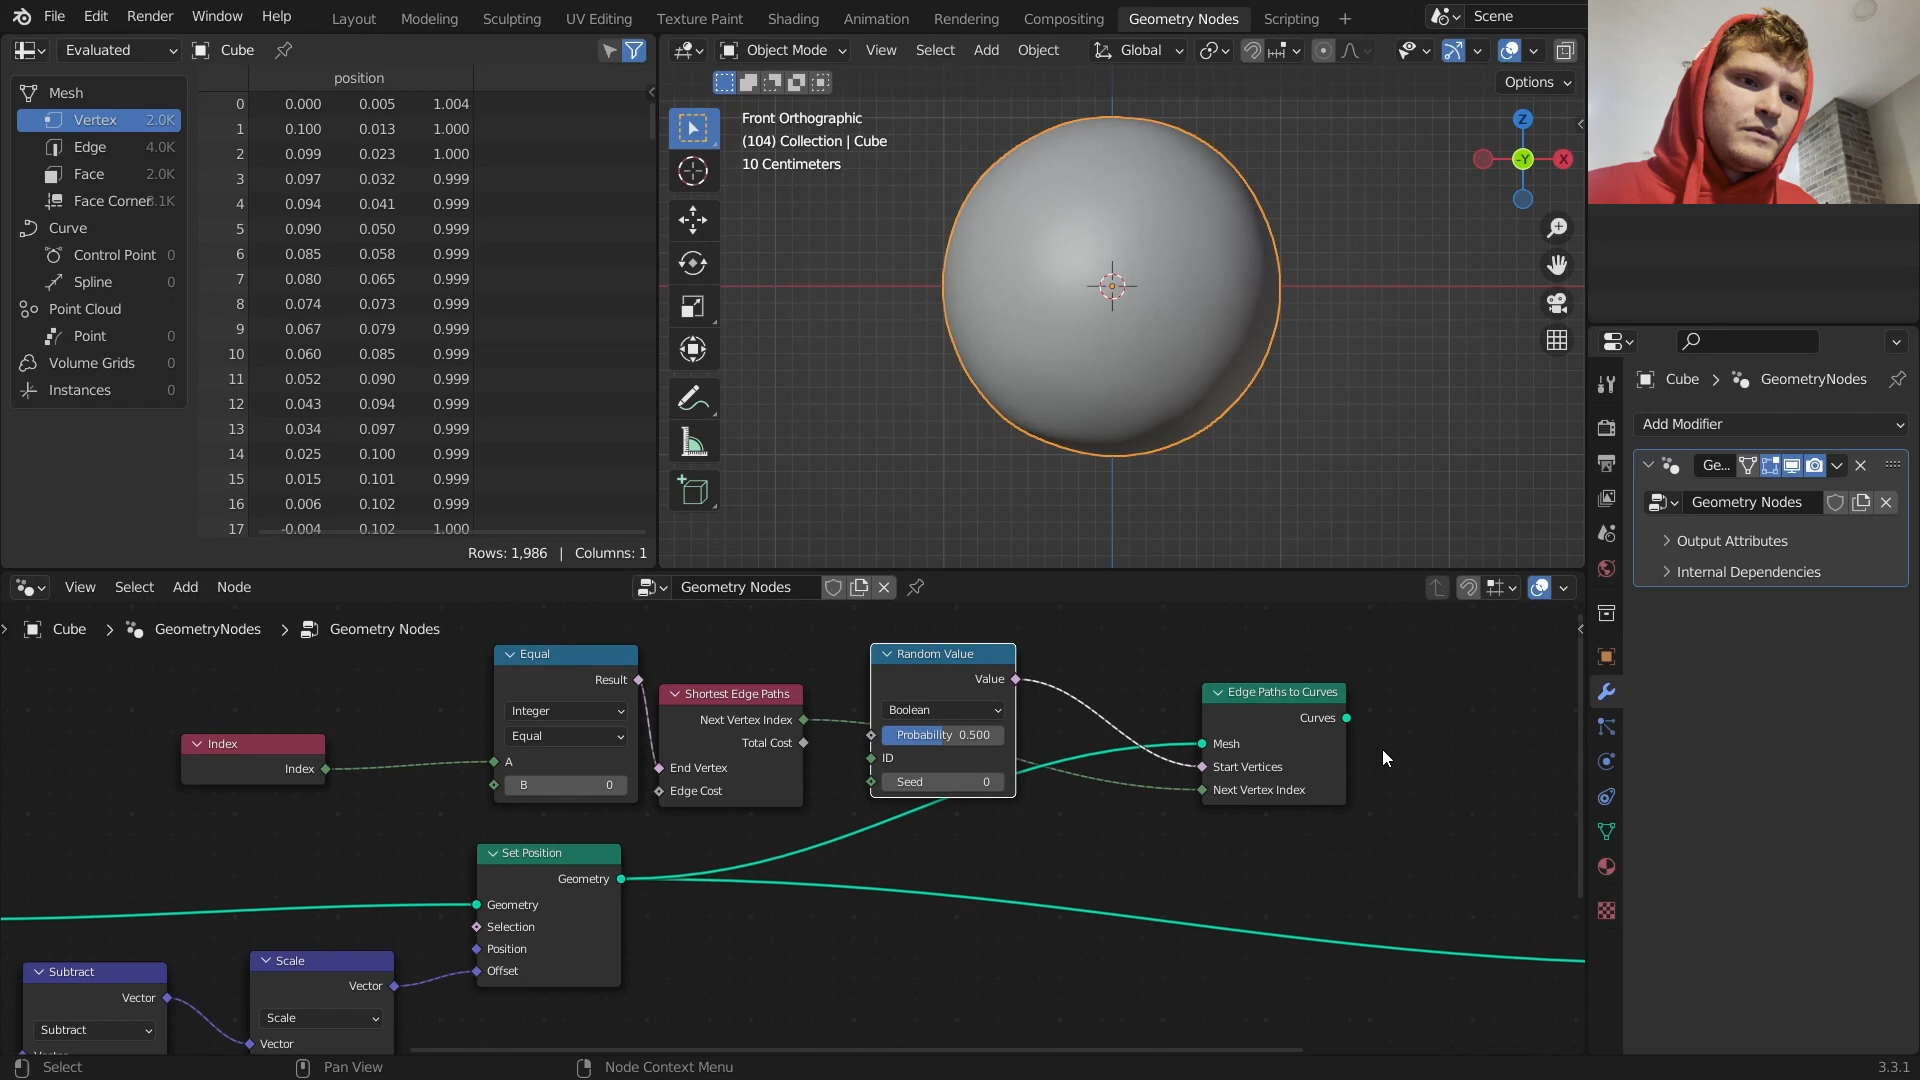 File Edit Render Window Help Layout Modeling Sculpting UV Editing Texture Paint Shading Animation Rendering Compositing Geometry Nodes Scripting + Scene
Evaluated Cube
position
Mesh
Vertex 2.0K
Edge 4.0K
Face 2.0K
Face Corner
Curve
Control Point 0
Spline 0
Point Cloud
Point 0
Volume Grids 0
Instances 0
0 0.000 0.005 1.004
1 0.100 0.013 1.000
2 0.099 0.023 1.000
3 0.097 0.032 0.999
4 0.094 0.041 0.999
5 0.090 0.050 0.999
6 0.085 0.058 0.999
7 0.080 0.065 0.999
8 0.074 0.073 0.999
9 0.067 0.079 0.999
10 0.060 0.085 0.999
11 0.052 0.090 0.999
12 0.043 0.094 0.999
13 0.034 0.097 0.999
14 0.025 0.100 0.999
15 0.015 0.101 0.999
16 0.006 0.102 0.999
17 -0.004 0.102 1.000
Rows: 1,986 | Columns: 1
Object Mode View Select Add Object Global
Options
Front Orthographic
(104) Collection | Cube
10 Centimeters
Z
-Y X
Cube > GeometryNodes
Add Modifier
Ge...
Geometry Nodes
Output Attributes
Internal Dependencies
View Select Add Node Geometry Nodes
Cube > GeometryNodes > Geometry Nodes
Index
Index
Equal
Result
Integer
Equal
A
B 0
Shortest Edge Paths
Next Vertex Index
Total Cost
End Vertex
Edge Cost
Random Value
Value
Boolean
Probability 0.500
ID
Seed 0
Edge Paths to Curves
Curves
Mesh
Start Vertices
Next Vertex Index
Set Position
Geometry
Geometry
Selection
Position
Offset
Subtract
Vector
Subtract
Scale
Vector
Scale
Vector
Select Pan View Node Context Menu 3.3.1